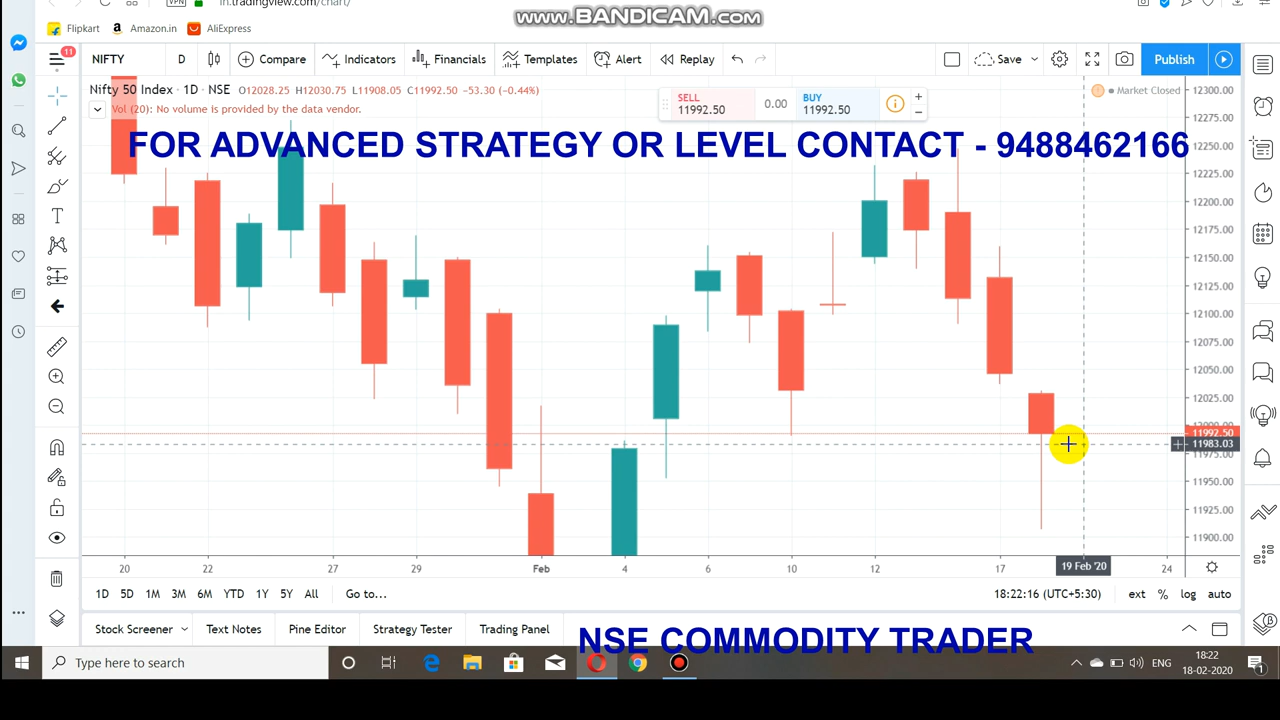 www.BANDICAM.com
VPN in.tradingview.com/chart/
Flipkart Amazon.in AliExpress
11 NIFTY D Compare Indicators Financials Templates Alert Replay Save Publish
Nifty 50 Index · 1D · NSE O12028.25 H12030.75 L11908.05 C11992.50 −53.30 (−0.44%)
SELL 11992.50 0.00 BUY 11992.50
Market Closed
Vol (20): No volume is provided by the data vendor.
FOR ADVANCED STRATEGY OR LEVEL CONTACT - 9488462166
12300.00
12275.00
12250.00
12225.00
12200.00
12175.00
12150.00
12125.00
12100.00
12075.00
12050.00
12025.00
11992.50
11983.03
11975.00
11950.00
11925.00
11900.00
20 22 27 29 Feb 4 6 10 12 17 19 Feb '20 24
1D 5D 1M 3M 6M YTD 1Y 5Y All Go to... 18:22:16 (UTC+5:30) ext % log auto
Stock Screener Text Notes Pine Editor Strategy Tester Trading Panel
NSE COMMODITY TRADER
Type here to search
ENG 18:22
18-02-2020